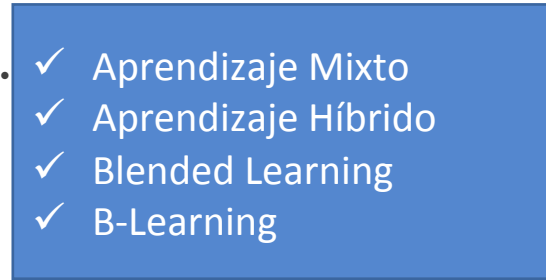 ✓ Aprendizaje Mixto
✓ Aprendizaje Híbrido
✓ Blended Learning
✓ B-Learning